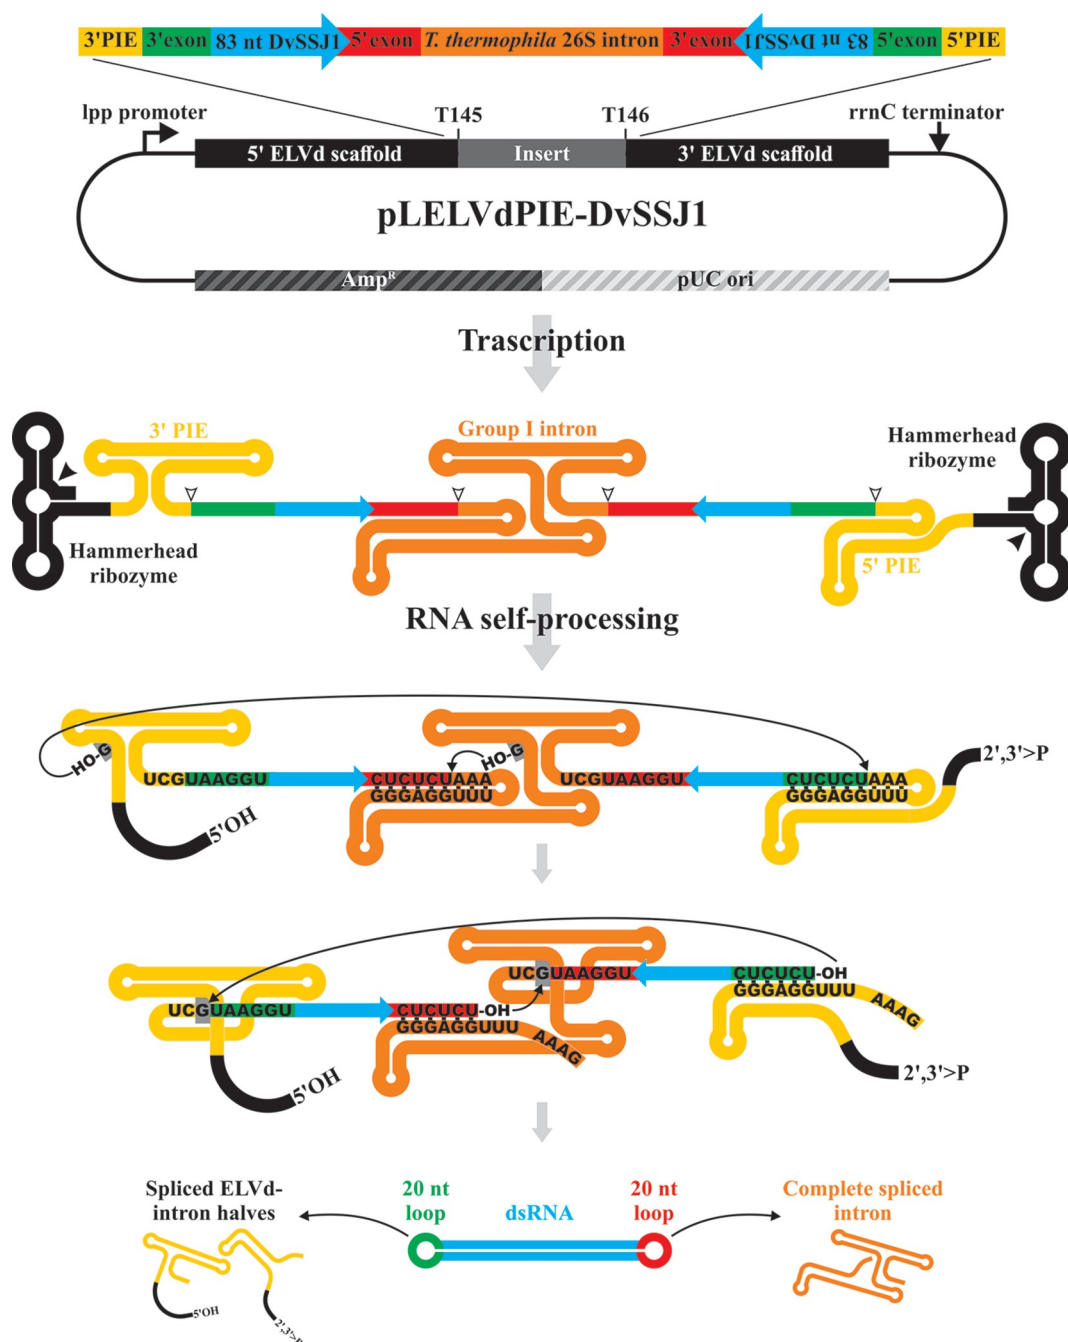 3'PIE 3'exon 83 nt DvSSJ1 5'exon T. thermophila 26S intron 3'exon 83 nt DvSSJ1 5'exon 5'PIE
lpp promoter T145 T146 rrnC terminator
5' ELVd scaffold Insert 3' ELVd scaffold
pLELVdPIE-DvSSJ1
AmpR pUC ori
Trascription
3' PIE Group I intron Hammerhead
ribozyme
Hammerhead
ribozyme
5' PIE
RNA self-processing
HO-G HO-G 2',3'>P
UCGUAAGGU CUCUCUAAA UCGUAAGGU CUCUCUAAA
GGGAGGUUU GGGAGGUUU
5'OH
UCGUAAGGU CUCUCU-OH
UCGUAAGGU CUCUCU-OH
GGGAGGUUU AAAG
GGGAGGUUU AAAG
5'OH 2',3'>P
Spliced ELVd-
intron halves
20 nt
loop
dsRNA
20 nt
loop
Complete spliced
intron
5'OH
2',3'>P